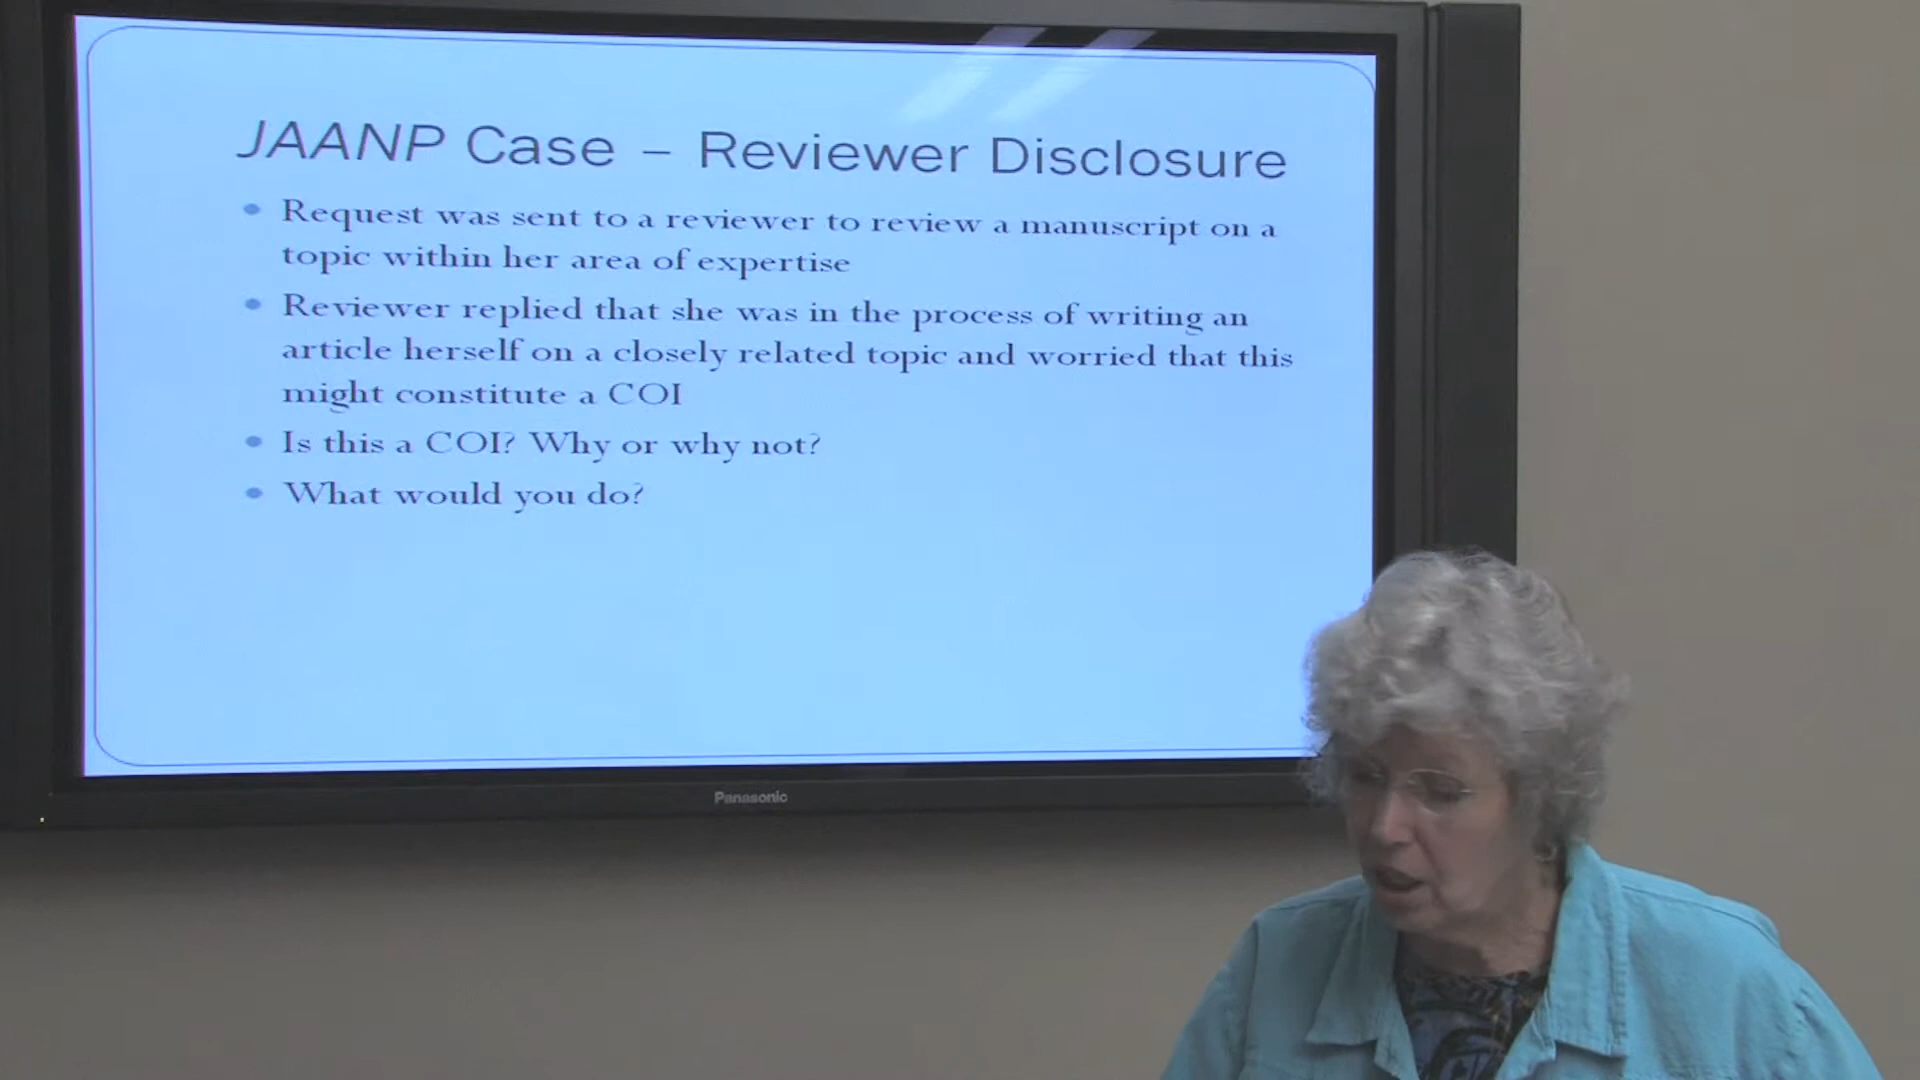 JAANP Case – Reviewer Disclosure
• Request was sent to a reviewer to review a manuscript on a
topic within her area of expertise
• Reviewer replied that she was in the process of writing an
article herself on a closely related topic and worried that this
might constitute a COI
• Is this a COI? Why or why not?
• What would you do?
Panasonic